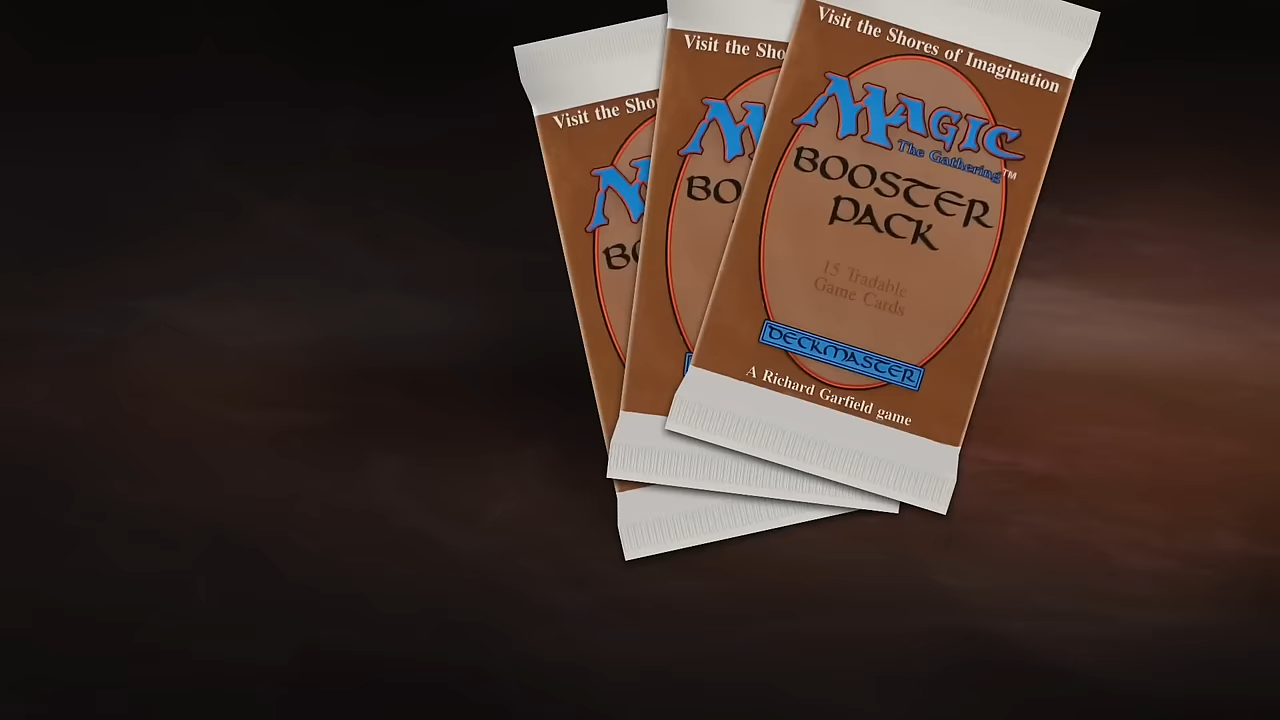 Visit the Sho
BO
Visit the Sho
BO
Visit the Shores of Imagination
MAGIC
The Gathering™
BOOSTER
PACK
15 Tradable
Game Cards
DECKMASTER
A Richard Garfield game